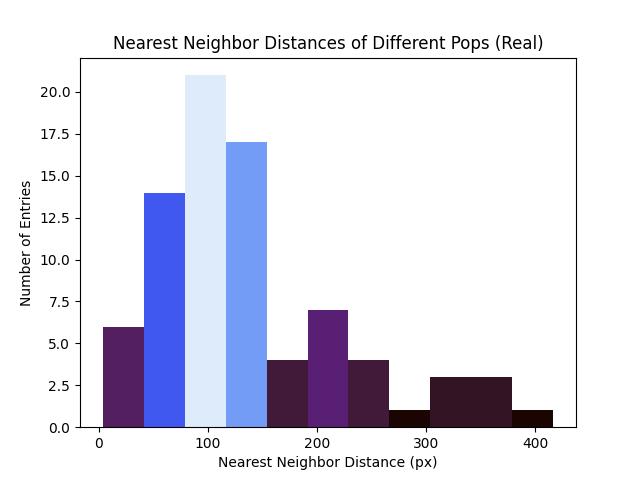 Nearest Neighbor Distances of Different Pops (Real)
20.0
17.5
15.0
12.5
10.0
7.5
5.0
2.5
0.0
Number of Entries
0 100 200 300 400
Nearest Neighbor Distance (px)